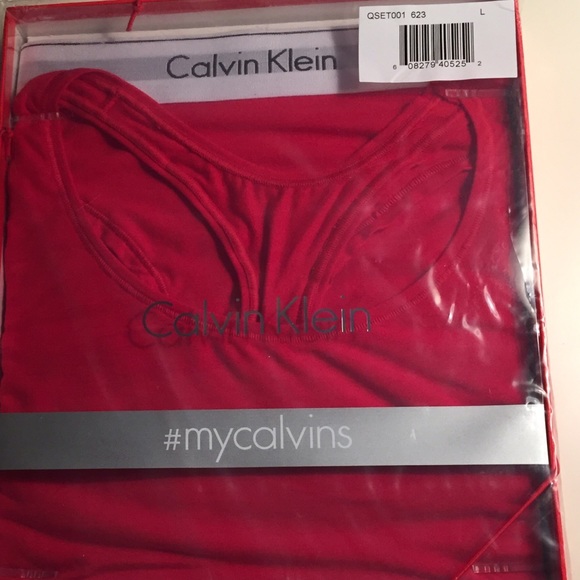 QSET001 623 L
6 08279 40525 2
Calvin Klein
Calvin Klein
#mycalvins